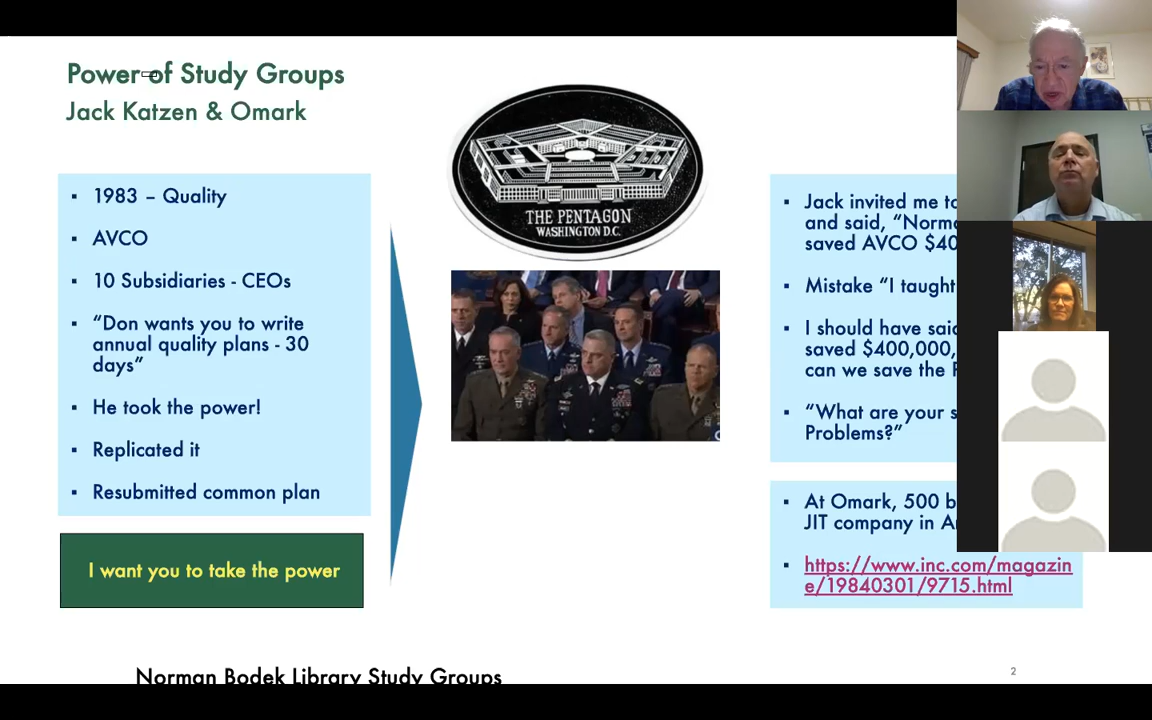 Power of Study Groups
Jack Katzen & Omark
▪ 1983 – Quality
▪ AVCO
▪ 10 Subsidiaries - CEOs
▪ “Don wants you to write
annual quality plans - 30
days”
▪ He took the power!
▪ Replicated it
▪ Resubmitted common plan
I want you to take the power
THE PENTAGON
WASHINGTON D.C.
▪ Jack invited me to
and said, “Norm
saved AVCO $40
▪ Mistake “I taught
▪ I should have said
saved $400,000,
can we save the
▪ “What are your s
Problems?”
▪ At Omark, 500 b
JIT company in A
▪ https://www.inc.com/magazin
e/19840301/9715.html
Norman Bodek Library Study Groups
2